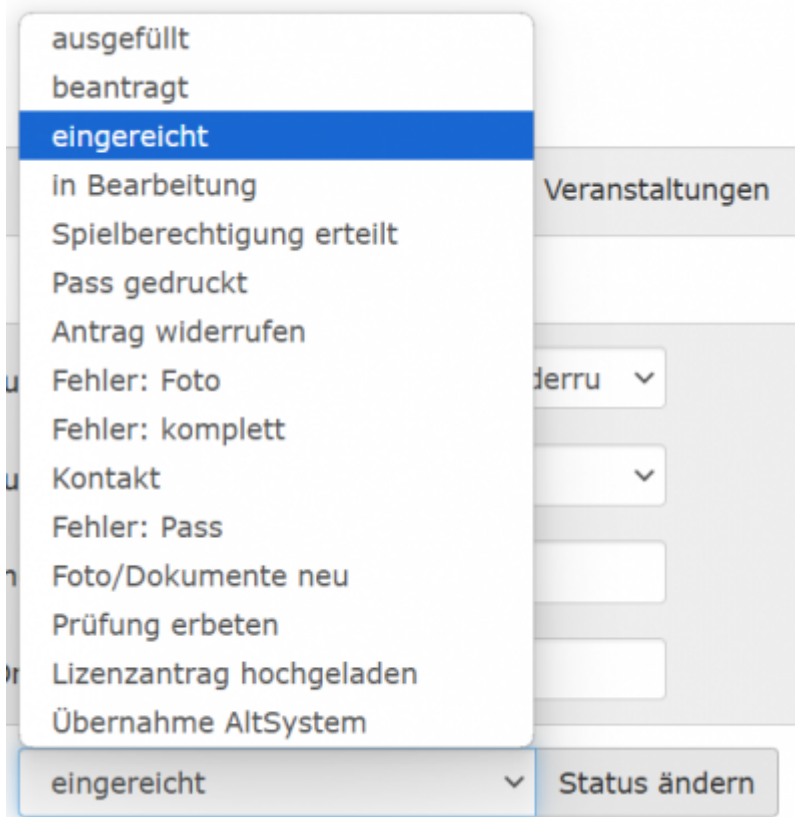 ausgefüllt
beantragt
eingereicht
in Bearbeitung
Veranstaltungen
Spielberechtigung erteilt
Pass gedruckt
Antrag widerrufen
Fehler: Foto
derru
Fehler: komplett
Kontakt
Fehler: Pass
Foto/Dokumente neu
Prüfung erbeten
Lizenzantrag hochgeladen
Übernahme AltSystem
eingereicht
Status ändern